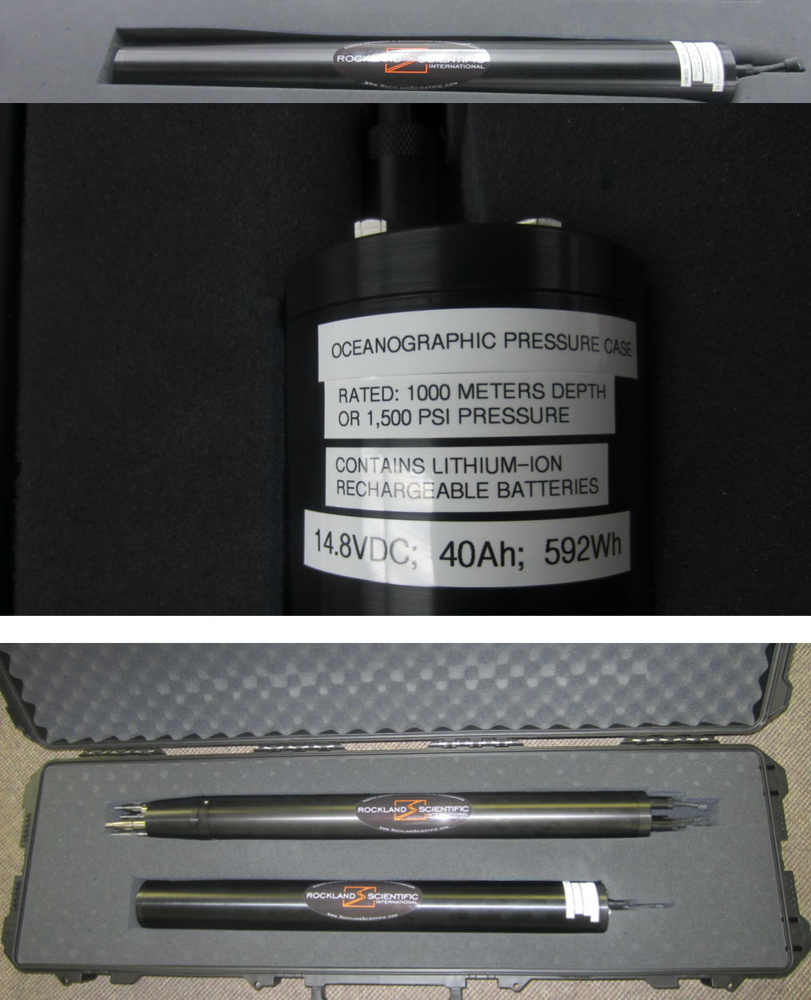 ROCKLAND SCIENTIFIC
INTERNATIONAL
www.RocklandScientific.com
OCEANOGRAPHIC PRESSURE CASE
RATED: 1000 METERS DEPTH
OR 1,500 PSI PRESSURE
CONTAINS LITHIUM-ION
RECHARGEABLE BATTERIES
14.8VDC; 40Ah; 592Wh
ROCKLAND SCIENTIFIC
INTERNATIONAL
www.RocklandScientific.com
ROCKLAND SCIENTIFIC
INTERNATIONAL
RocklandScientific.com